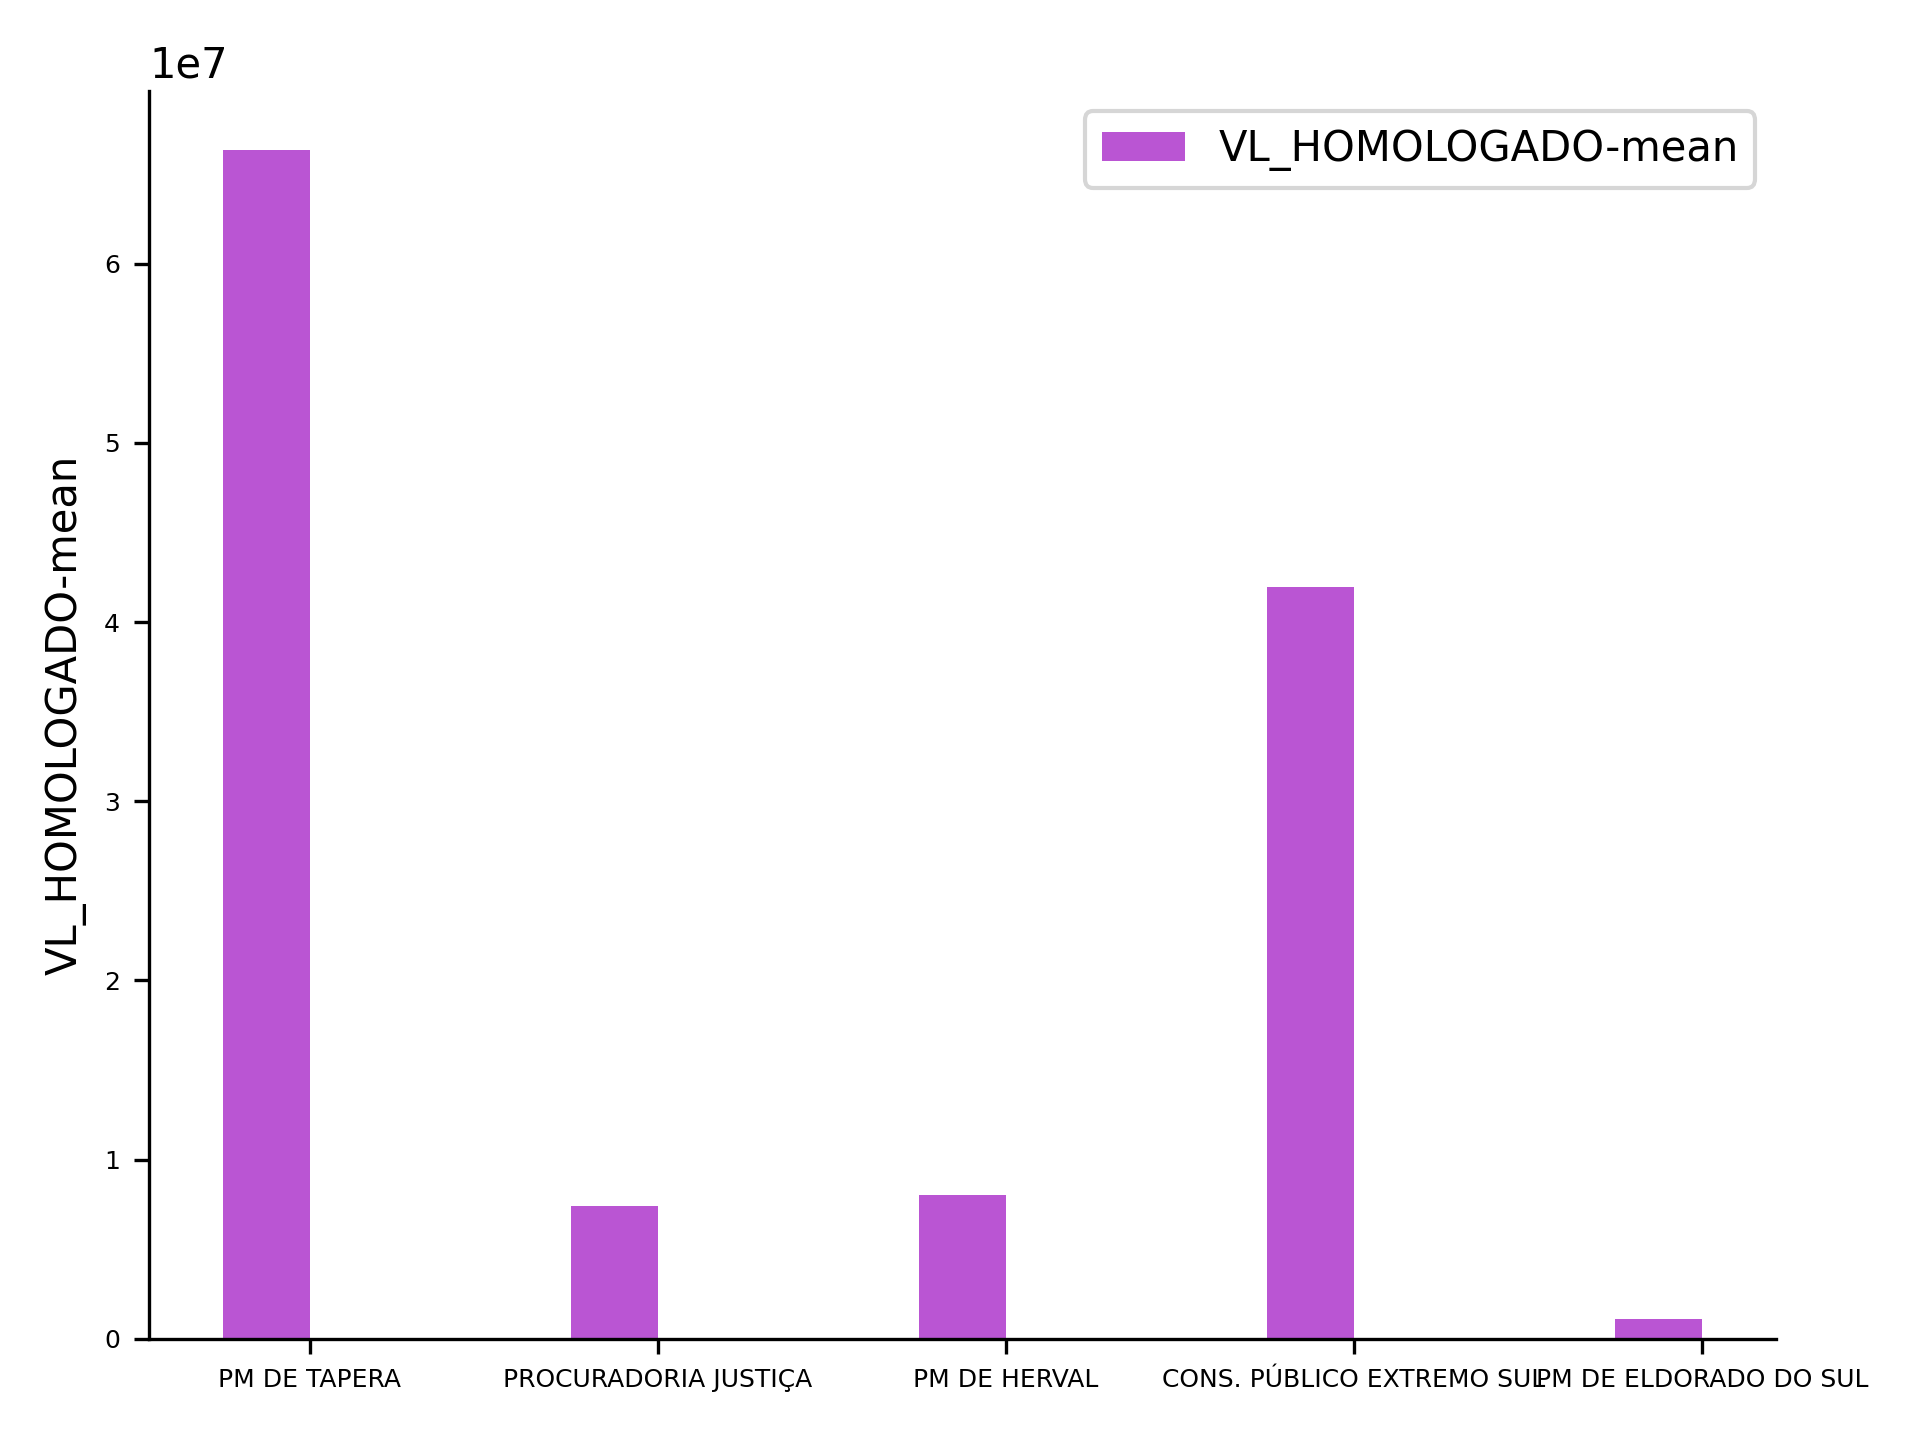 1e7
VL_HOMOLOGADO-mean
VL_HOMOLOGADO-mean
6
5
4
3
2
1
0
PM DE TAPERA
PROCURADORIA JUSTIÇA
PM DE HERVAL
CONS. PÚBLICO EXTREMO SUL
PM DE ELDORADO DO SUL